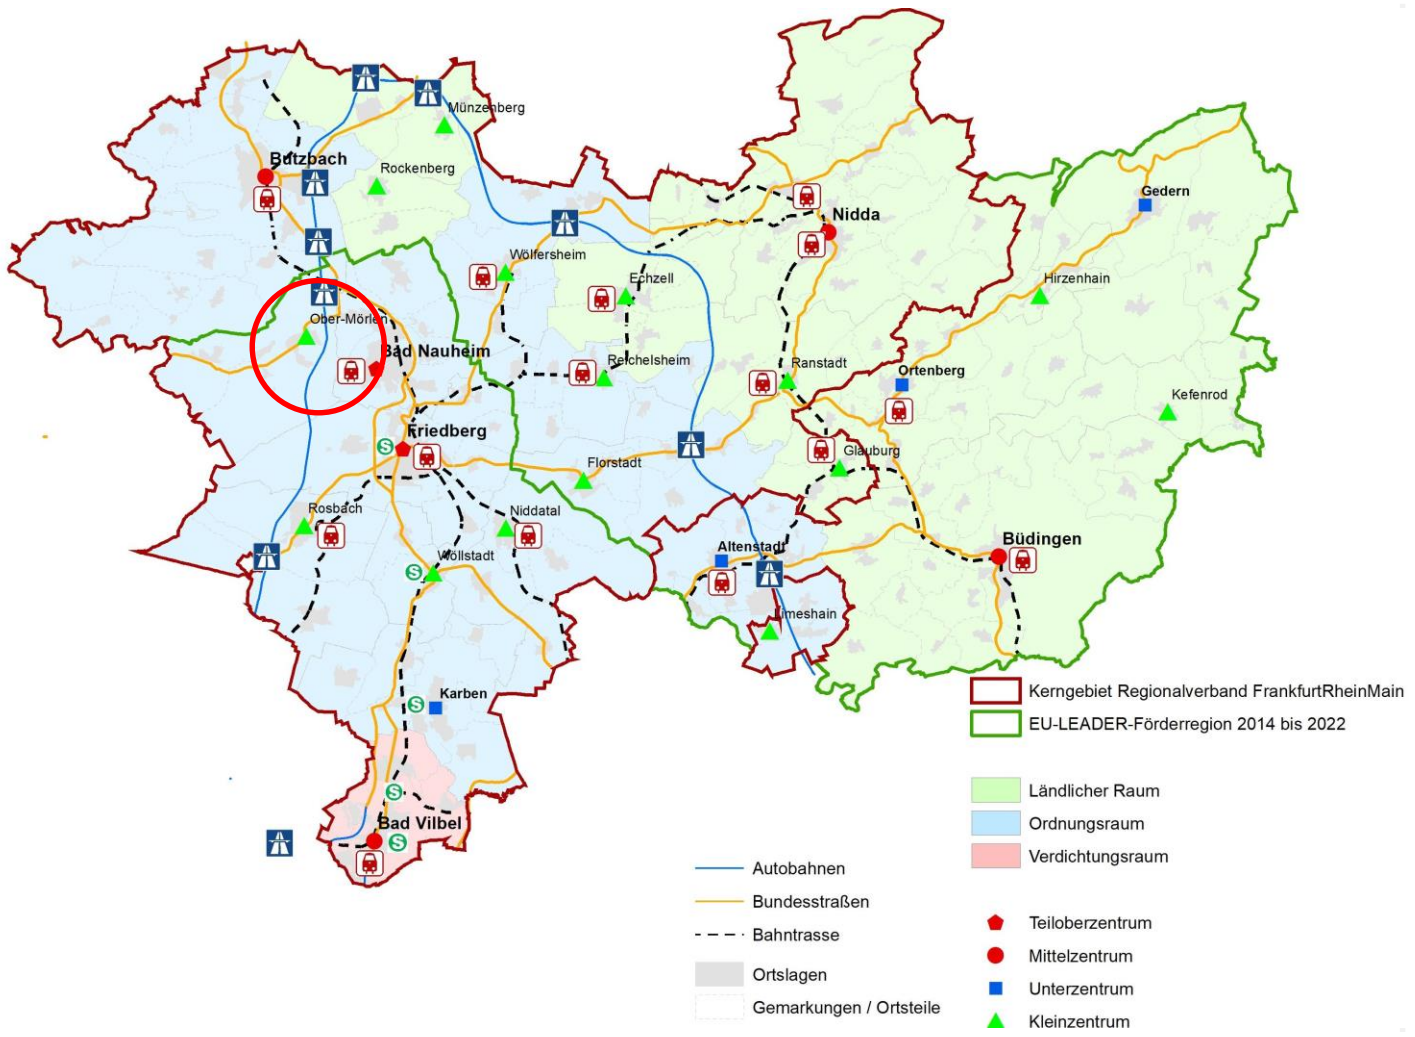 Münzenberg
Butzbach
Rockenberg
Gedern
Nidda
Wölfersheim
Echzell
Hirzenhain
Ober-Mörlen
Bad Nauheim
Reichelsheim
Ranstadt
Ortenberg
Kefenrod
Friedberg
S
Glauburg
Florstadt
Rosbach
Niddatal
Büdingen
Altenstadt
Wöllstadt
S
Limeshain
Karben
S
S
Bad Vilbel
S
Kerngebiet Regionalverband FrankfurtRheinMain
EU-LEADER-Förderregion 2014 bis 2022
Ländlicher Raum
Ordnungsraum
Verdichtungsraum
Autobahnen
Bundesstraßen
Bahntrasse
Ortslagen
Gemarkungen / Ortsteile
Teiloberzentrum
Mittelzentrum
Unterzentrum
Kleinzentrum